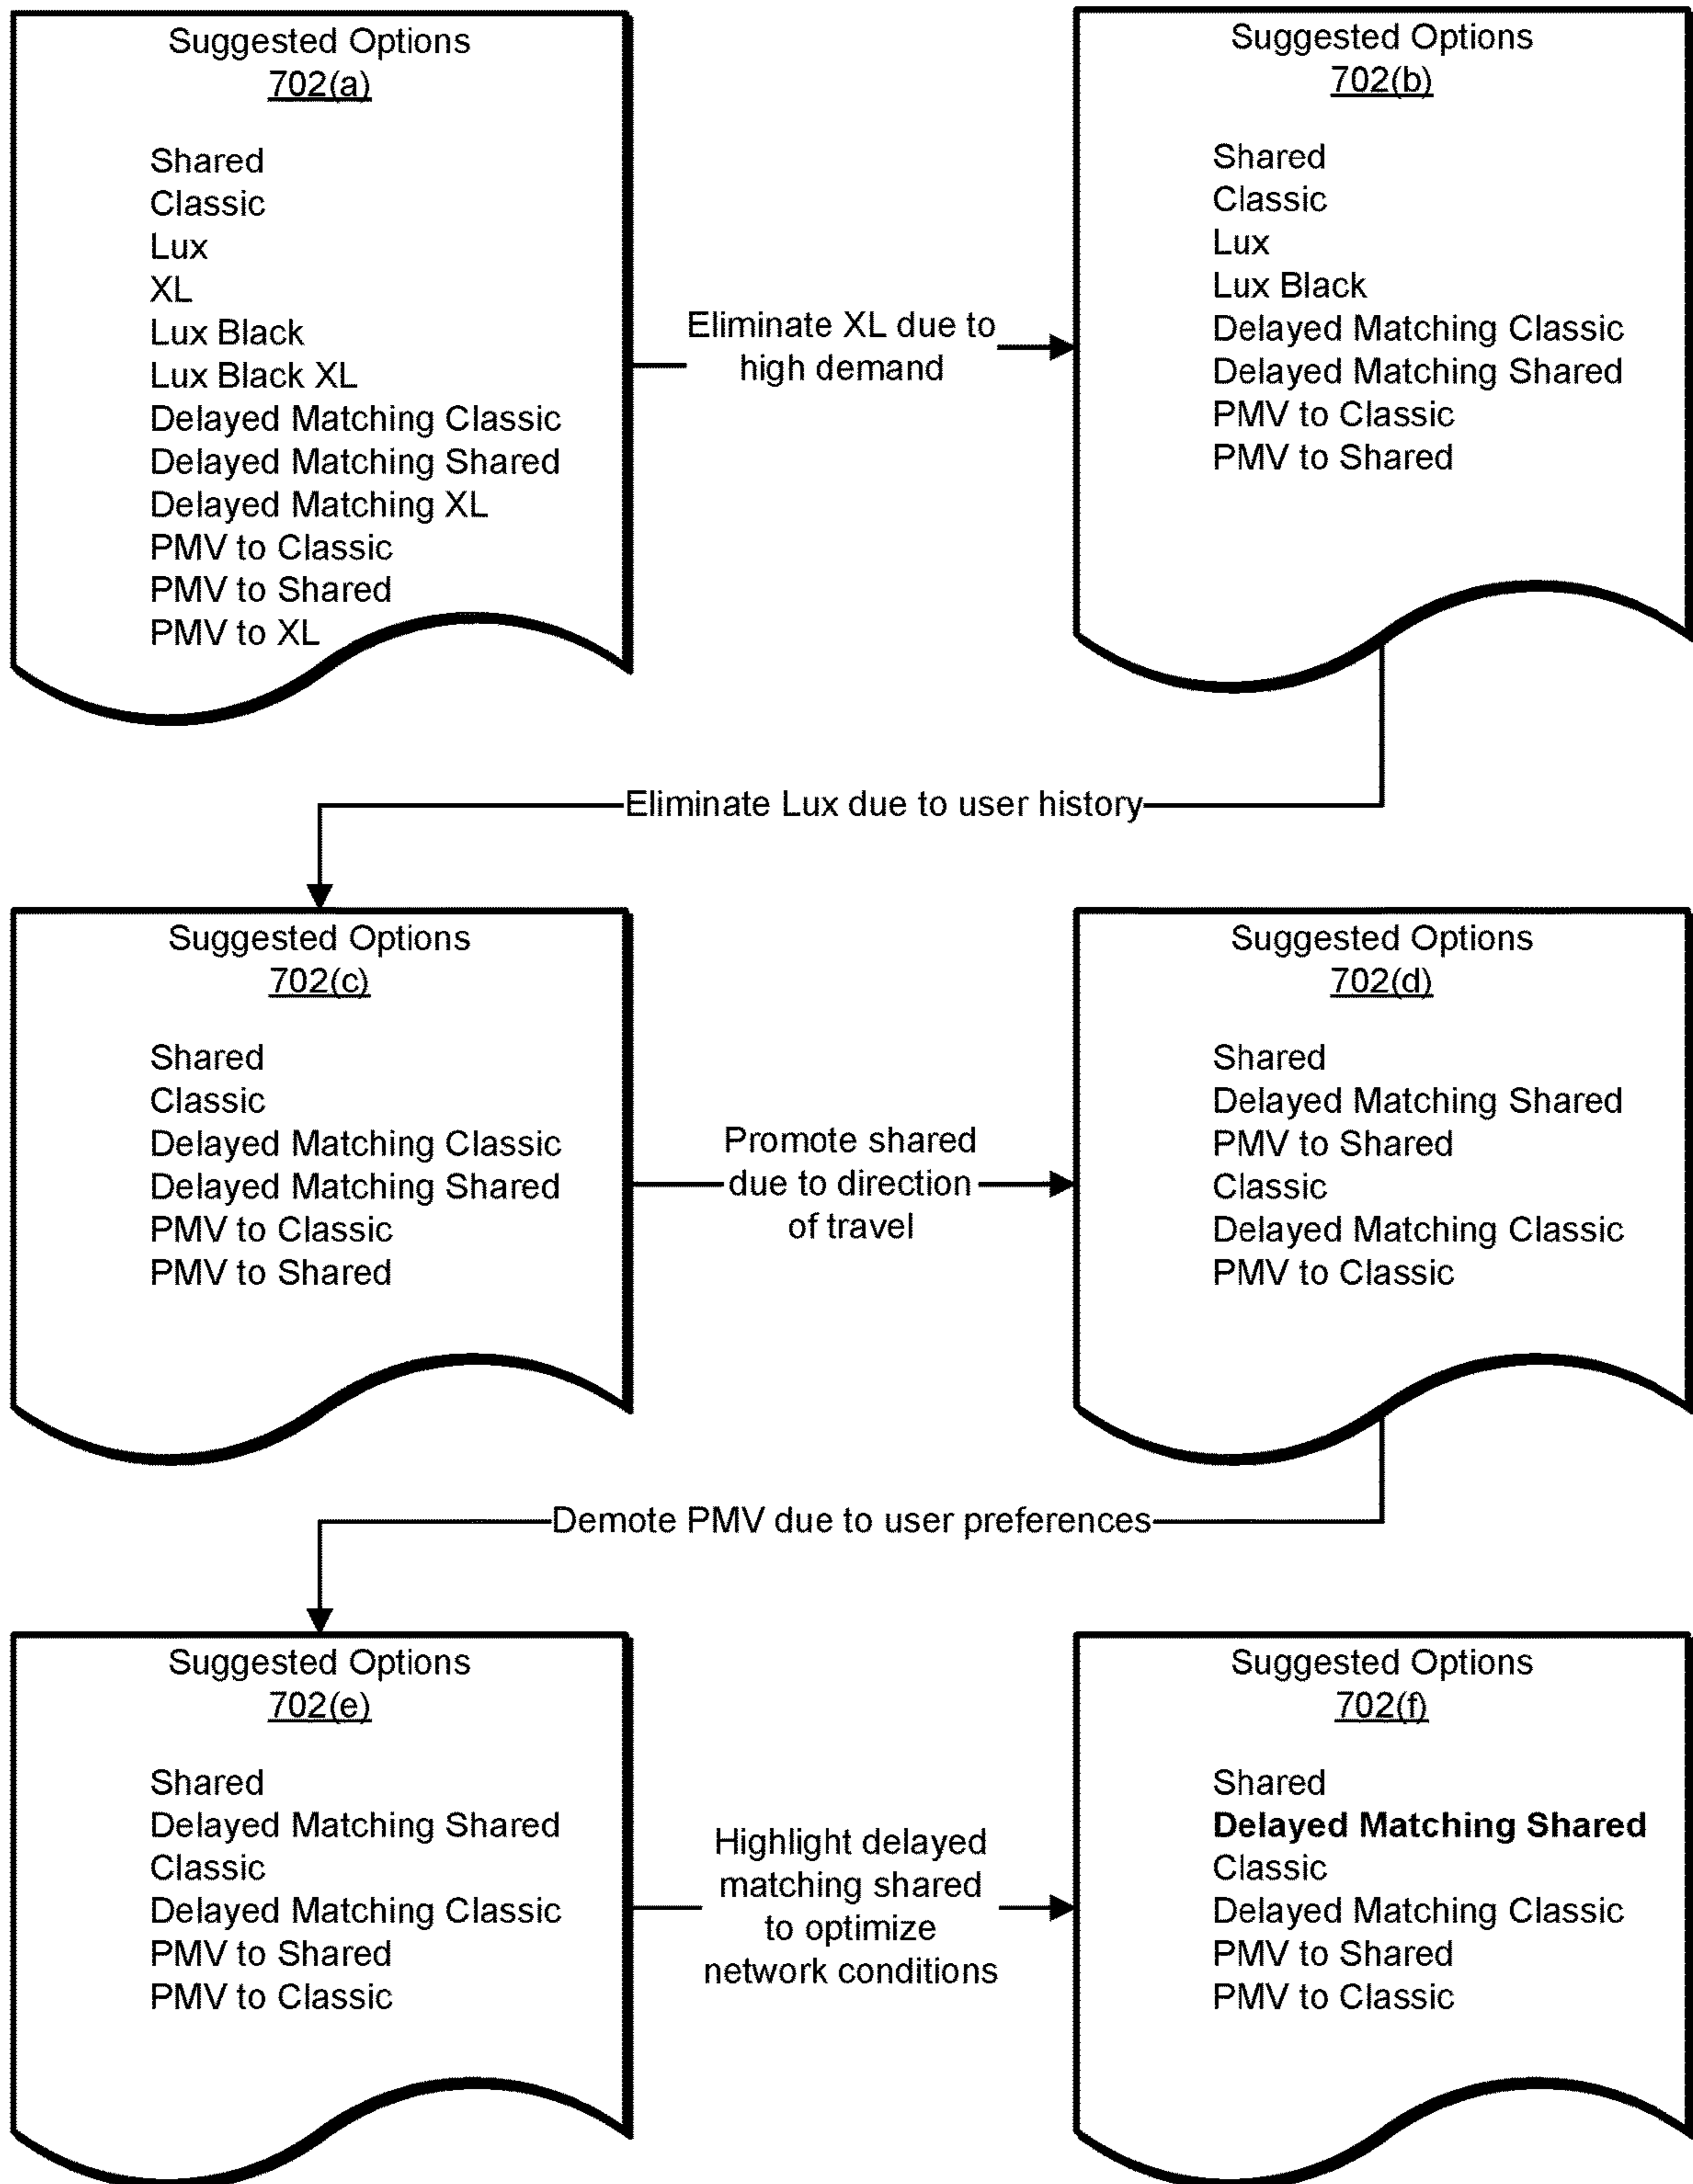 Suggested Options
702(a)
Shared
Classic
Lux
XL
Lux Black
Lux Black XL
Delayed Matching Classic
Delayed Matching Shared
Delayed Matching XL
PMV to Classic
PMV to Shared
PMV to XL
Eliminate XL due to
high demand
Suggested Options
702(b)
Shared
Classic
Lux
Lux Black
Delayed Matching Classic
Delayed Matching Shared
PMV to Classic
PMV to Shared
Eliminate Lux due to user history
Suggested Options
702(c)
Shared
Classic
Delayed Matching Classic
Delayed Matching Shared
PMV to Classic
PMV to Shared
Promote shared
due to direction
of travel
Suggested Options
702(d)
Shared
Delayed Matching Shared
PMV to Shared
Classic
Delayed Matching Classic
PMV to Classic
Demote PMV due to user preferences
Suggested Options
702(e)
Shared
Delayed Matching Shared
Classic
Delayed Matching Classic
PMV to Shared
PMV to Classic
Highlight delayed
matching shared
to optimize
network conditions
Suggested Options
702(f)
Shared
Delayed Matching Shared
Classic
Delayed Matching Classic
PMV to Shared
PMV to Classic